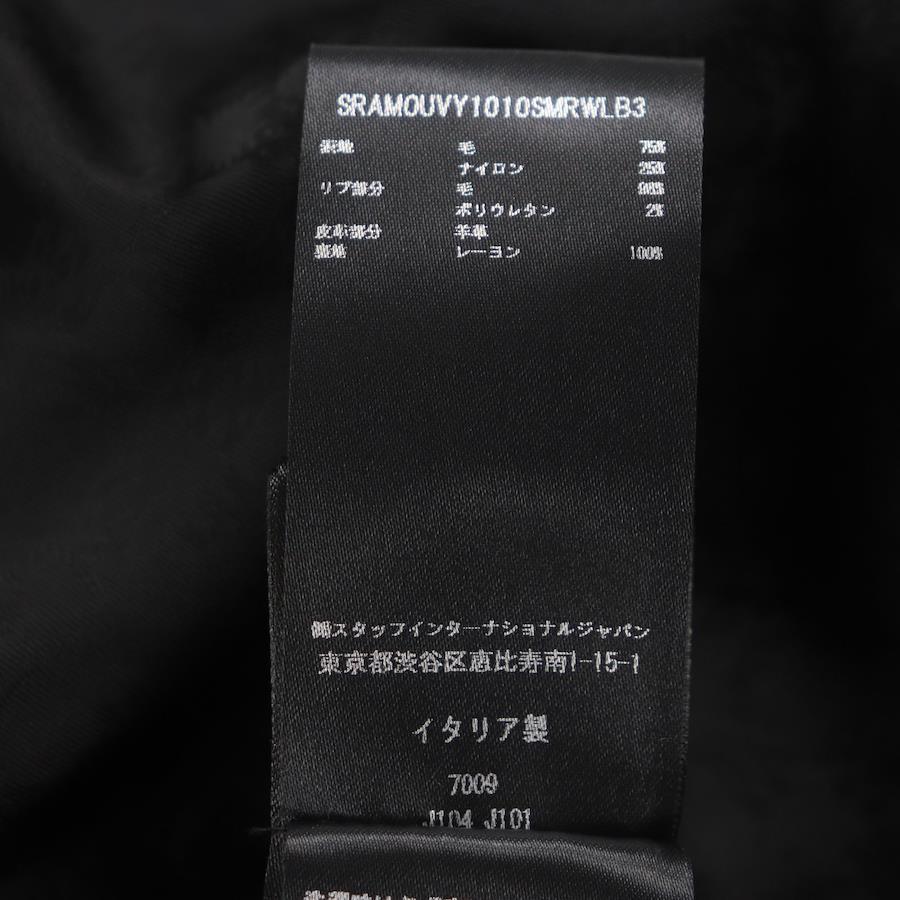 SRAMOUVY1010SMRWLB3
表地 毛 75%
ナイロン 25%
リブ部分 毛 98%
ポリウレタン 2%
皮革部分 羊革
裏地 レーヨン 100%
㈱スタッフインターナショナルジャパン
東京都渋谷区恵比寿南1-15-1
イタリア製
7009
J104 J101